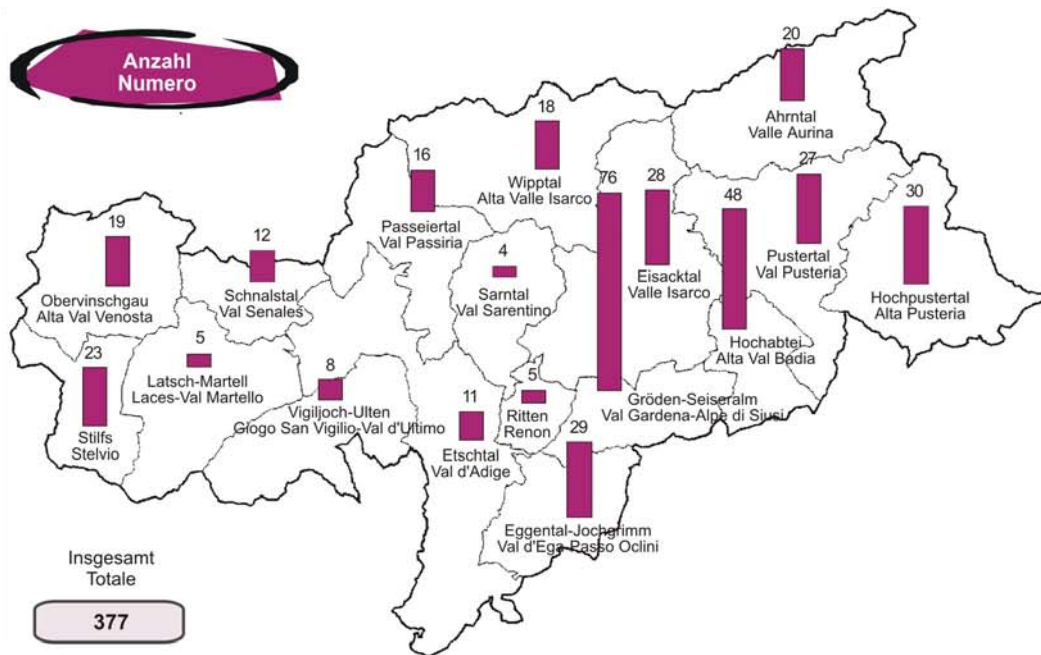 Anzahl
Numero
20
Ahrntal
Valle Aurina
18
Wipptal
Alta Valle Isarco
16
Passeiertal
Val Passiria
76
28
Eisacktal
Valle Isarco
48
Hochabtei
Alta Val Badia
27
Pustertal
Val Pusteria
30
Hochpustertal
Alta Pusteria
19
Obervinschgau
Alta Val Venosta
12
Schnalstal
Val Senales
4
Sarntal
Val Sarentino
23
Stilfs
Stelvio
5
Latsch-Martell
Laces-Val Martello
8
Vigiljoch-Ulten
Giogo San Vigilio-Val d'Ultimo
11
Etschtal
Val d'Adige
5
Ritten
Renon
Gröden-Seiseralm
Val Gardena-Alpe di Siusi
29
Eggental-Jochgrimm
Val d'Ega-Passo Oclini
Insgesamt
Totale
377